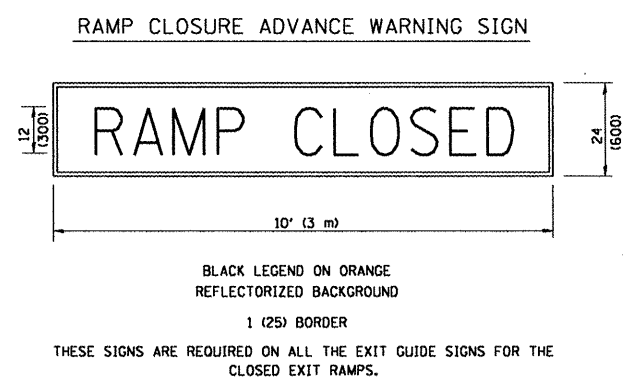 RAMP CLOSURE ADVANCE WARNING SIGN
12
(300)
RAMP CLOSED
24
(600)
10' (3 m)
BLACK LEGEND ON ORANGE
REFLECTORIZED BACKGROUND
1 (25) BORDER
THESE SIGNS ARE REQUIRED ON ALL THE EXIT GUIDE SIGNS FOR THE
CLOSED EXIT RAMPS.